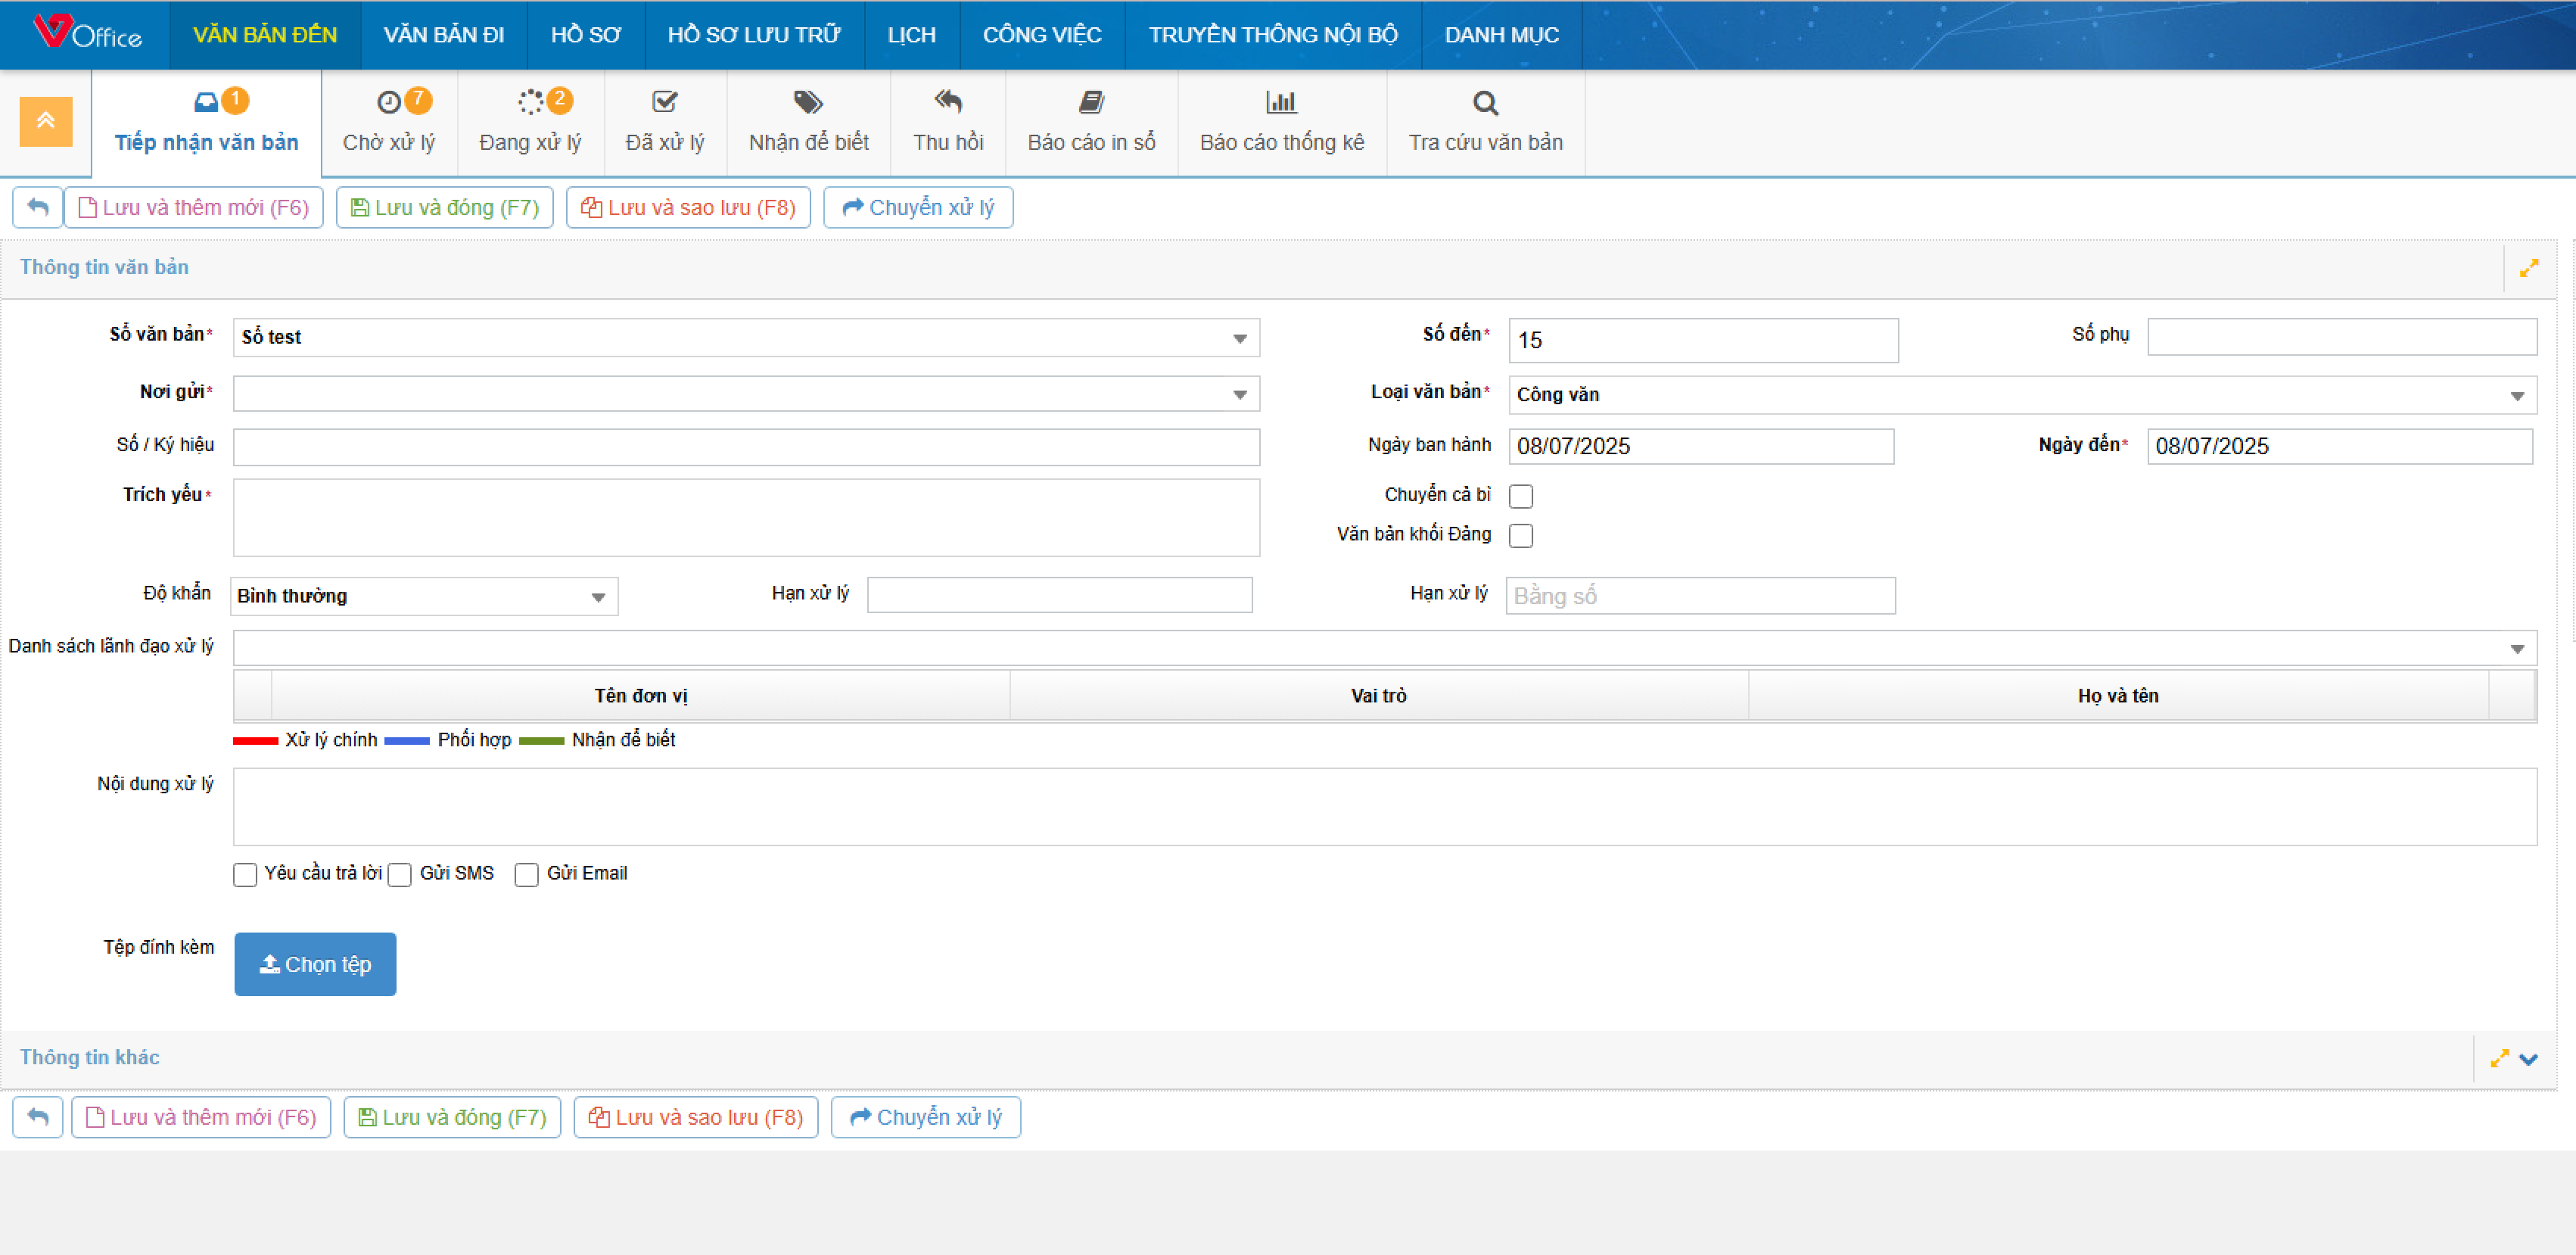 Office VĂN BẢN ĐẾN VĂN BẢN ĐI HỒ SƠ HỒ SƠ LƯU TRỮ LỊCH CÔNG VIỆC TRUYỀN THÔNG NỘI BỘ DANH MỤC
1 7 2
Tiếp nhận văn bản Chờ xử lý Đang xử lý Đã xử lý Nhận để biết Thu hồi Báo cáo in sổ Báo cáo thống kê Tra cứu văn bản
Lưu và thêm mới (F6) Lưu và đóng (F7) Lưu và sao lưu (F8) Chuyển xử lý
Thông tin văn bản
Sổ văn bản* Sổ test Số đến* 15 Số phụ
Nơi gửi* Loại văn bản* Công văn
Số / Ký hiệu Ngày ban hành 08/07/2025 Ngày đến* 08/07/2025
Trích yếu* Chuyển cả bì
Văn bản khối Đảng
Độ khẩn Bình thường Hạn xử lý Hạn xử lý Bằng số
Danh sách lãnh đạo xử lý
Tên đơn vị Vai trò Họ và tên
Xử lý chính Phối hợp Nhận để biết
Nội dung xử lý
Yêu cầu trả lời Gửi SMS Gửi Email
Tệp đính kèm Chọn tệp
Thông tin khác
Lưu và thêm mới (F6) Lưu và đóng (F7) Lưu và sao lưu (F8) Chuyển xử lý